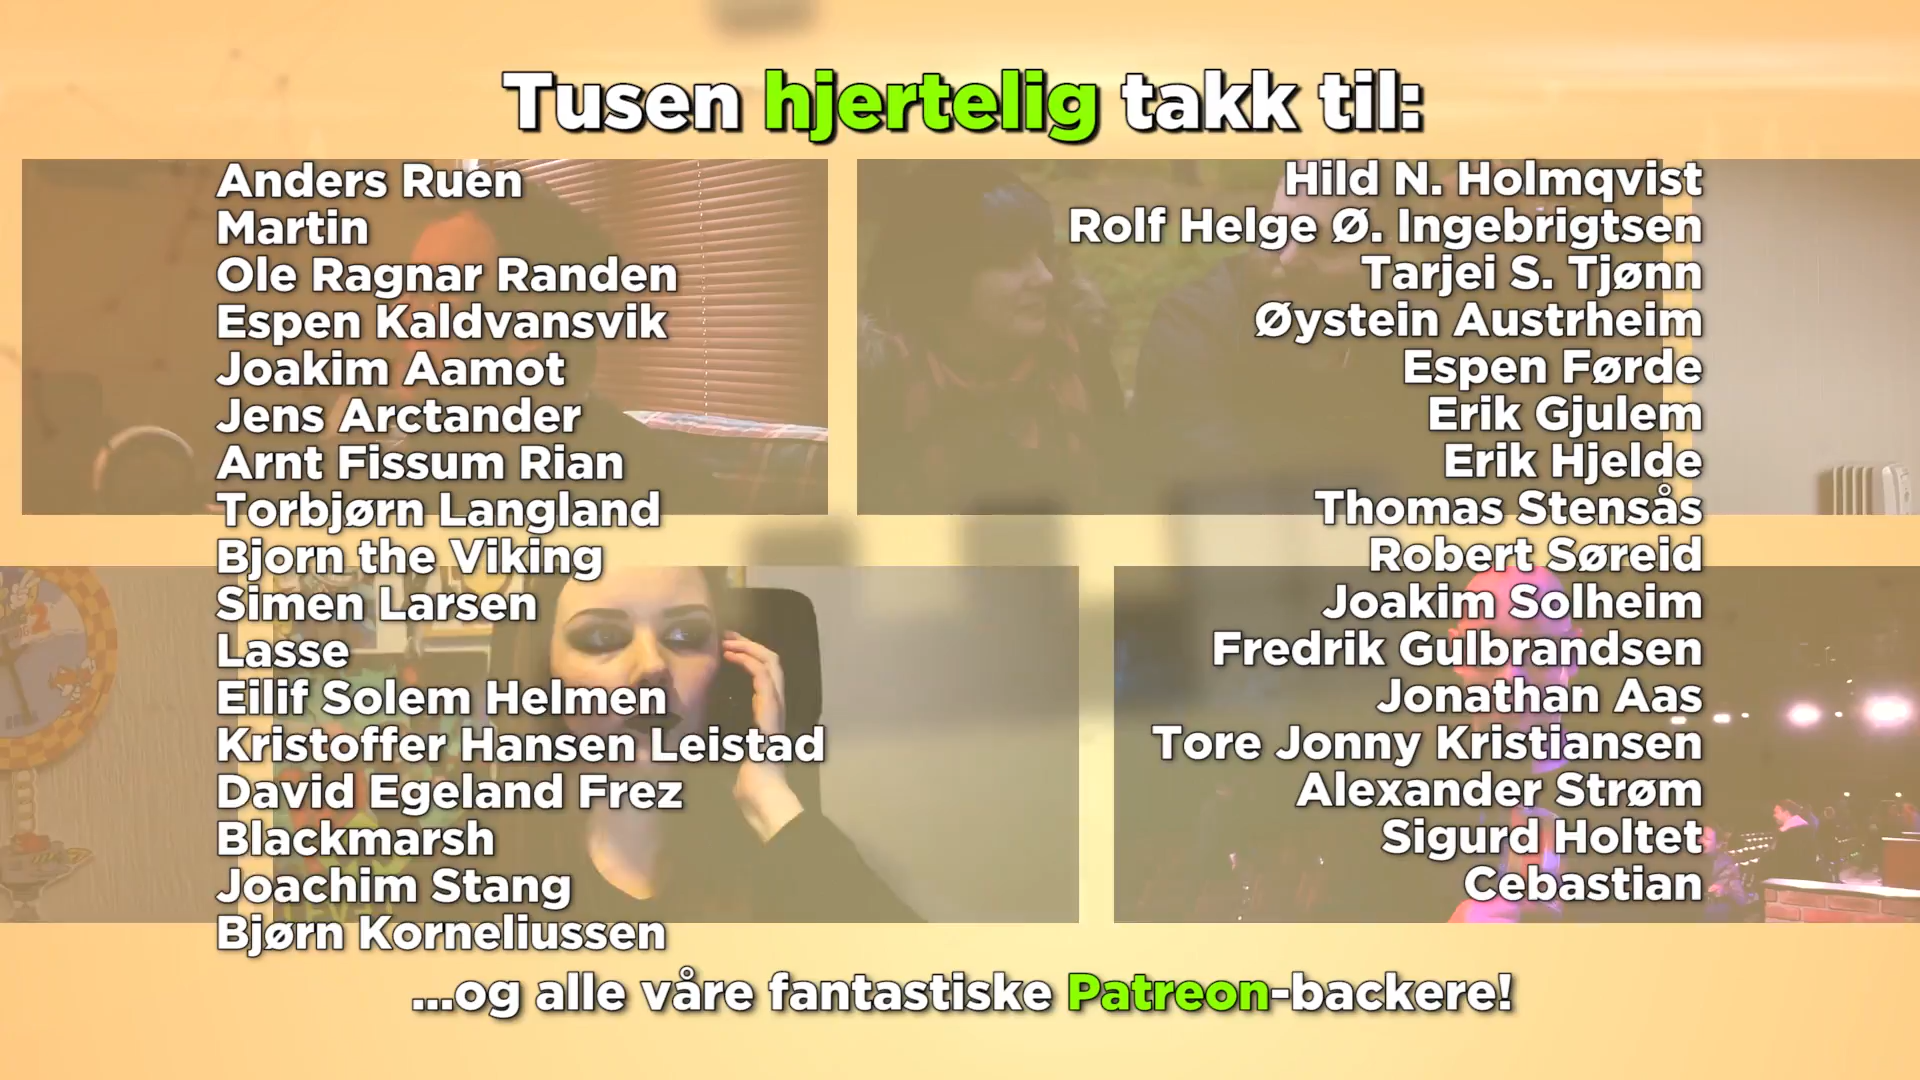 Tusen hjertelig takk til:
Anders Ruen
Martin
Ole Ragnar Randen
Espen Kaldvansvik
Joakim Aamot
Jens Arctander
Arnt Fissum Rian
Torbjørn Langland
Bjorn the Viking
Simen Larsen
Lasse
Eilif Solem Helmen
Kristoffer Hansen Leistad
David Egeland Frez
Blackmarsh
Joachim Stang
Bjørn Korneliussen
Hild N. Holmqvist
Rolf Helge Ø. Ingebrigtsen
Tarjei S. Tjønn
Øystein Austrheim
Espen Førde
Erik Gjulem
Erik Hjelde
Thomas Stensås
Robert Søreid
Joakim Solheim
Fredrik Gulbrandsen
Jonathan Aas
Tore Jonny Kristiansen
Alexander Strøm
Sigurd Holtet
Cebastian
...og alle våre fantastiske Patreon-backere!